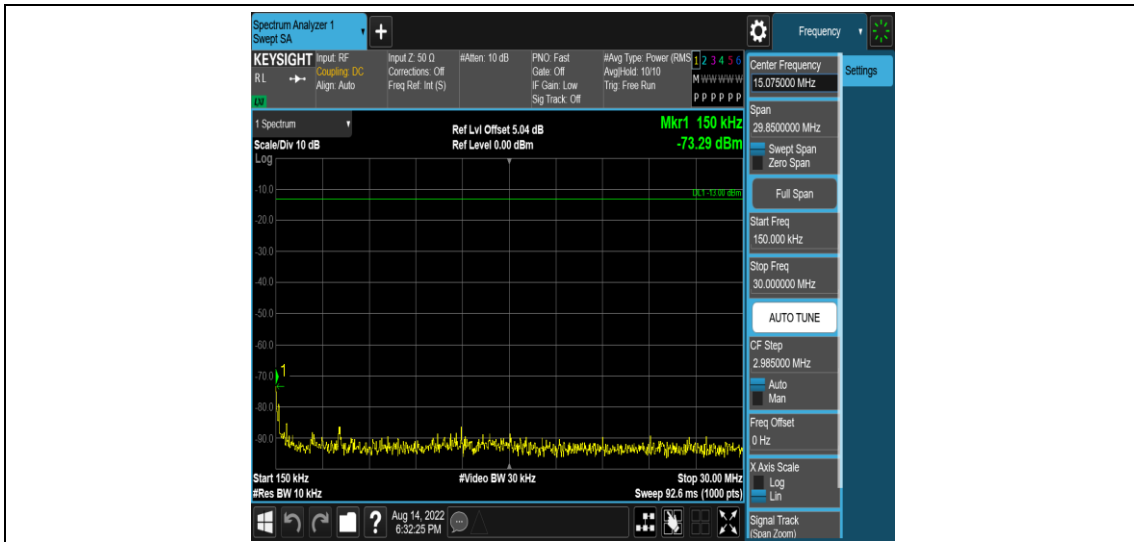 Spectrum Analyzer 1
Swept SA
+
Frequency
KEYSIGHT
RL
Input: RF
Coupling: DC
Align: Auto
Input Z: 50 Ω
Corrections: Off
Freq Ref: Int (S)
#Atten: 10 dB
PNO: Fast
Gate: Off
IF Gain: Low
Sig Track: Off
#Avg Type: Power (RMS
Avg|Hold: 10/10
Trig: Free Run
1 2 3 4 5 6
M W W W W W
P P P P P P
1 Spectrum
Scale/Div 10 dB
Ref Lvl Offset 5.04 dB
Ref Level 0.00 dBm
Mkr1 150 kHz
-73.29 dBm
Log
DL1 -13.00 dBm
-10.0
-20.0
-30.0
-40.0
-50.0
-60.0
-70.0
-80.0
-90.0
1
Start 150 kHz
#Res BW 10 kHz
#Video BW 30 kHz
Stop 30.00 MHz
Sweep 92.6 ms (1000 pts)
Aug 14, 2022
6:32:25 PM
?
Center Frequency
15.075000 MHz
Settings
Span
29.8500000 MHz
Swept Span
Zero Span
Full Span
Start Freq
150.000 kHz
Stop Freq
30.000000 MHz
AUTO TUNE
CF Step
2.985000 MHz
Auto
Man
Freq Offset
0 Hz
X Axis Scale
Log
Lin
Signal Track
(Span Zoom)